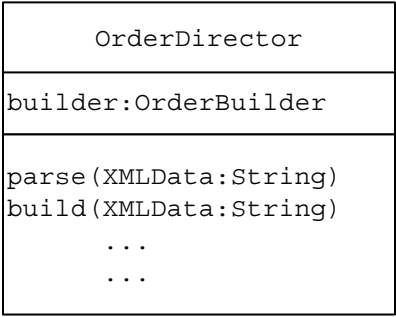 OrderDirector
builder:OrderBuilder
parse(XMLData:String)
build(XMLData:String)
...
...